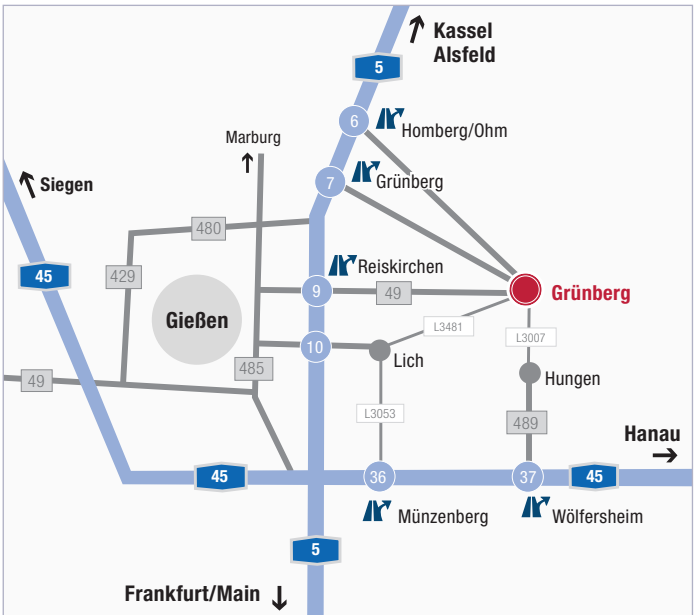 Kassel
Alsfeld
5
6
Homberg/Ohm
Marburg
7
Grünberg
Siegen
480
429
45
Reiskirchen
9
49
Grünberg
Gießen
L3481
L3007
10
Lich
485
49
Hungen
L3053
489
Hanau
45
36
37
45
Münzenberg
Wölfersheim
5
Frankfurt/Main